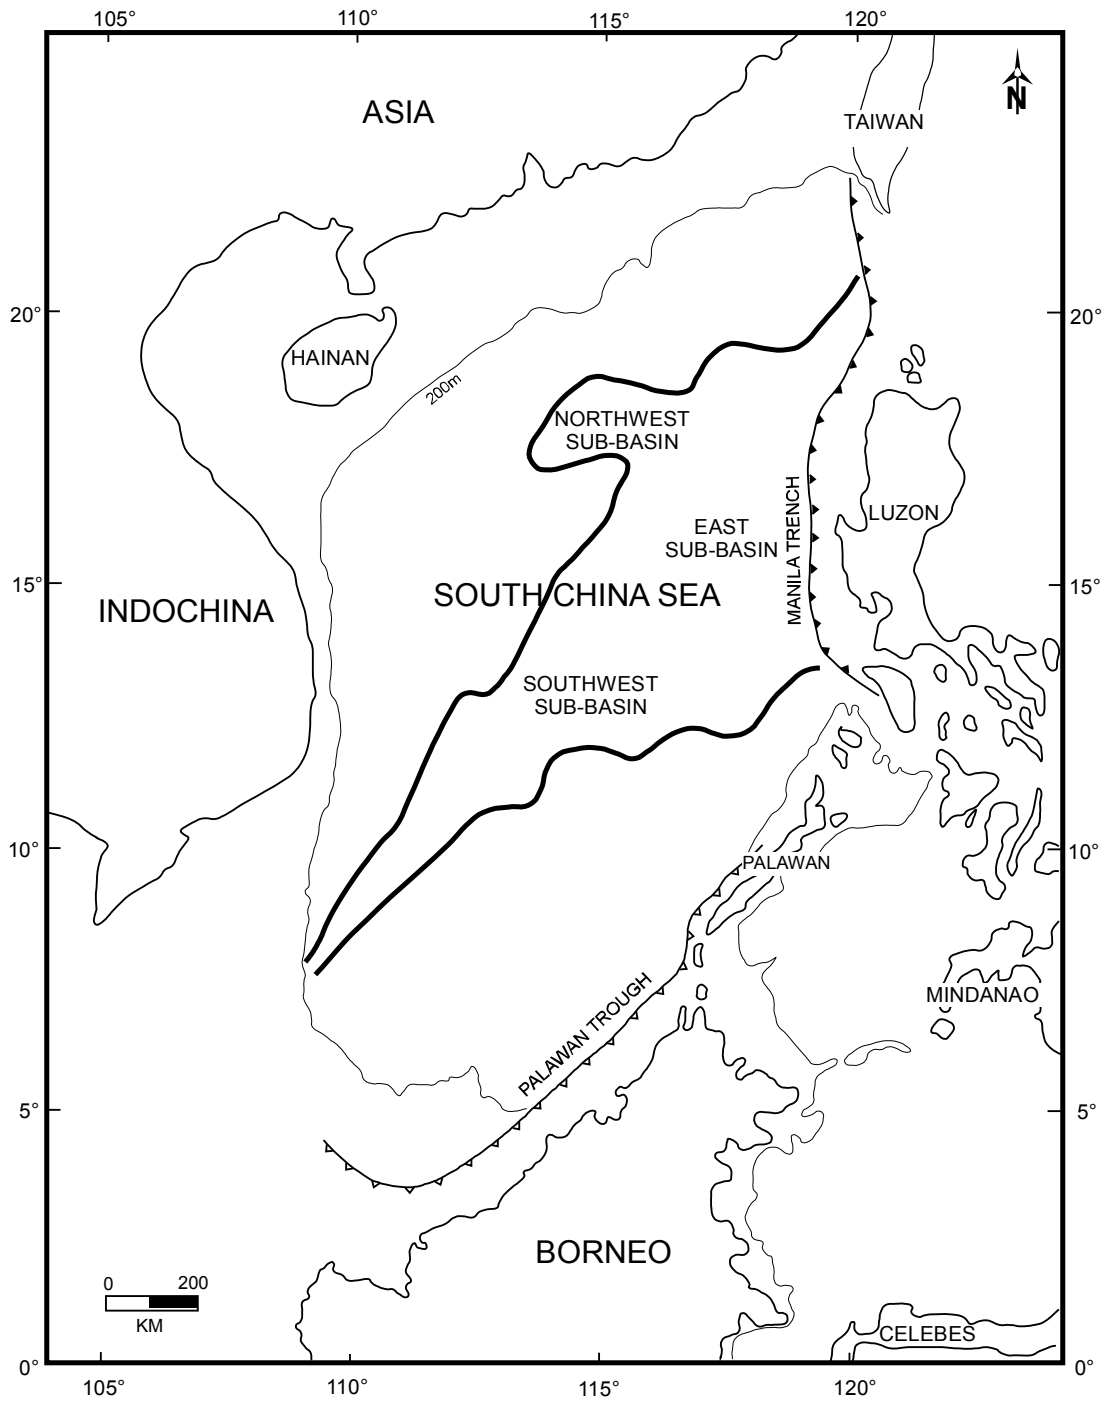 105°
110°
115°
120°
ASIA
N
TAIWAN
20°
20°
HAINAN
200m
NORTHWEST
SUB-BASIN
MANILA TRENCH
LUZON
EAST
SUB-BASIN
15°
15°
SOUTH CHINA SEA
INDOCHINA
SOUTHWEST
SUB-BASIN
10°
10°
PALAWAN
MINDANAO
PALAWAN TROUGH
5°
5°
BORNEO
0
200
KM
CELEBES
0°
0°
105°
110°
115°
120°